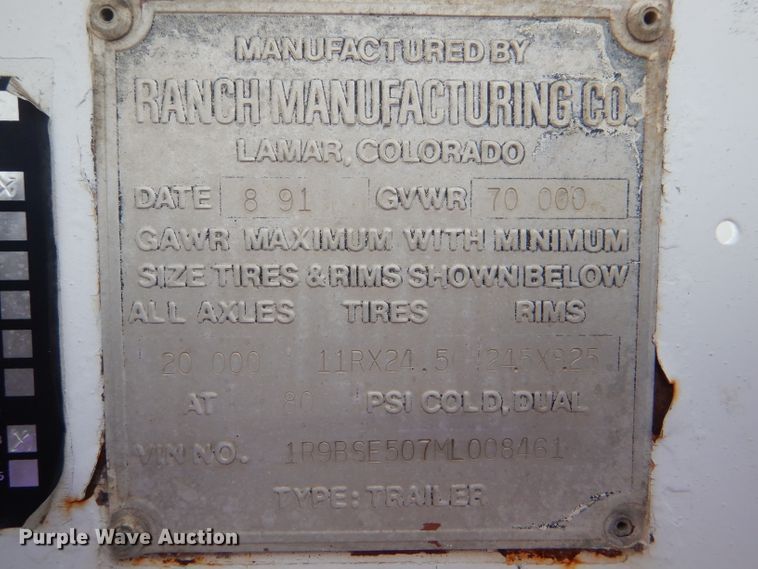 MANUFACTURED BY
RANCH MANUFACTURING CO.
LAMAR, COLORADO
DATE 8 91 GVWR 70 000
GAWR MAXIMUM WITH MINIMUM
SIZE TIRES & RIMS SHOWN BELOW
ALL AXLES TIRES RIMS
20 000 11RX24.5 245X825
AT 80 PSI COLD, DUAL
VIN NO. 1R9BSE507ML008461
TYPE: TRAILER
Purple Wave Auction